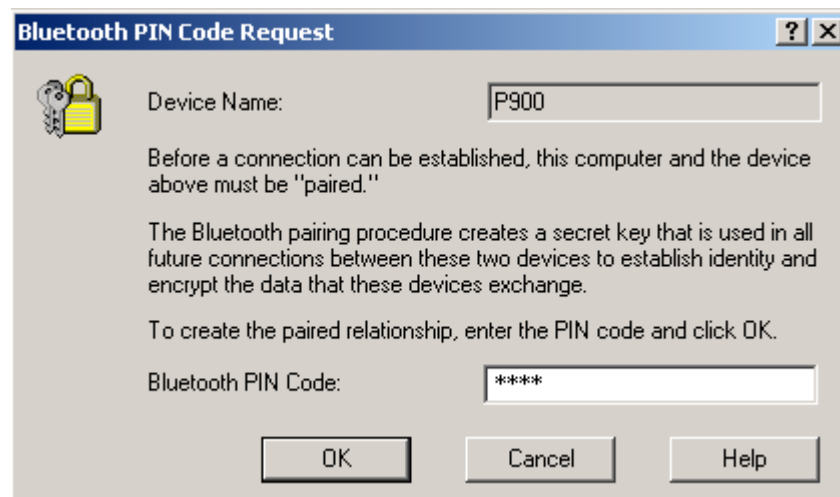 Bluetooth PIN Code Request
Device Name: P900
Before a connection can be established, this computer and the device
above must be "paired."
The Bluetooth pairing procedure creates a secret key that is used in all
future connections between these two devices to establish identity and
encrypt the data that these devices exchange.
To create the paired relationship, enter the PIN code and click OK.
Bluetooth PIN Code: ****
OK Cancel Help